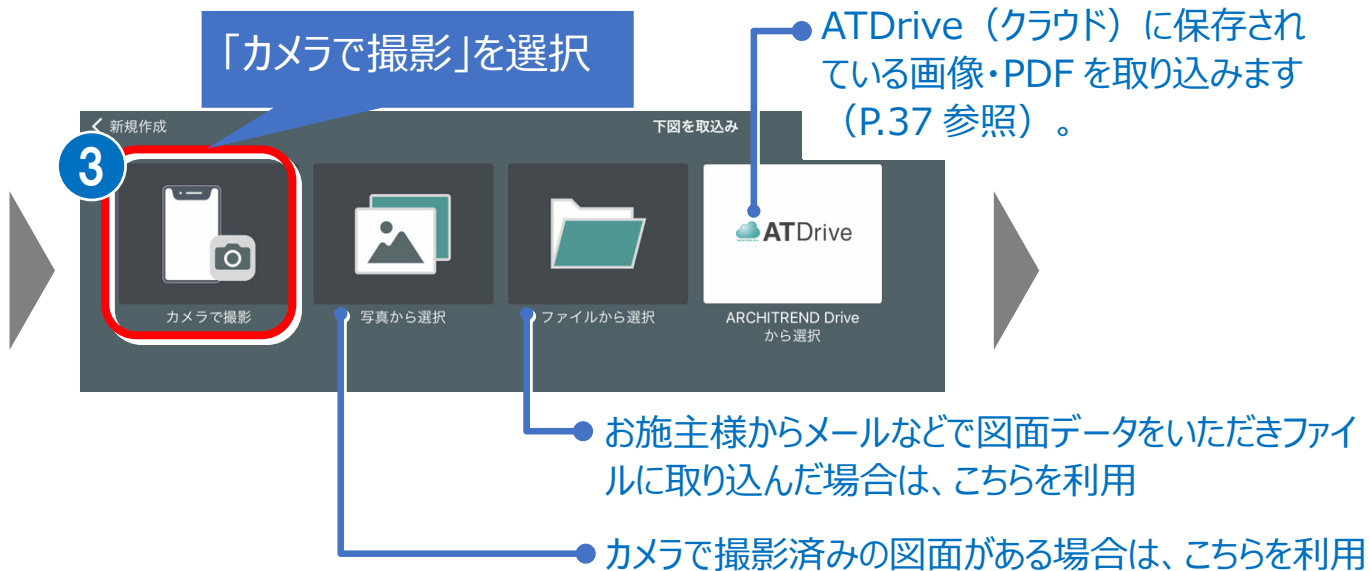 「カメラで撮影」を選択
ATDrive（クラウド）に保存され
ている画像・PDF を取り込みます
（P.37 参照）。
新規作成
下図を取込み
3
ATDrive
カメラで撮影
写真から選択
ファイルから選択
ARCHITREND Drive
から選択
お施主様からメールなどで図面データをいただきファイ
ルに取り込んだ場合は、こちらを利用
カメラで撮影済みの図面がある場合は、こちらを利用